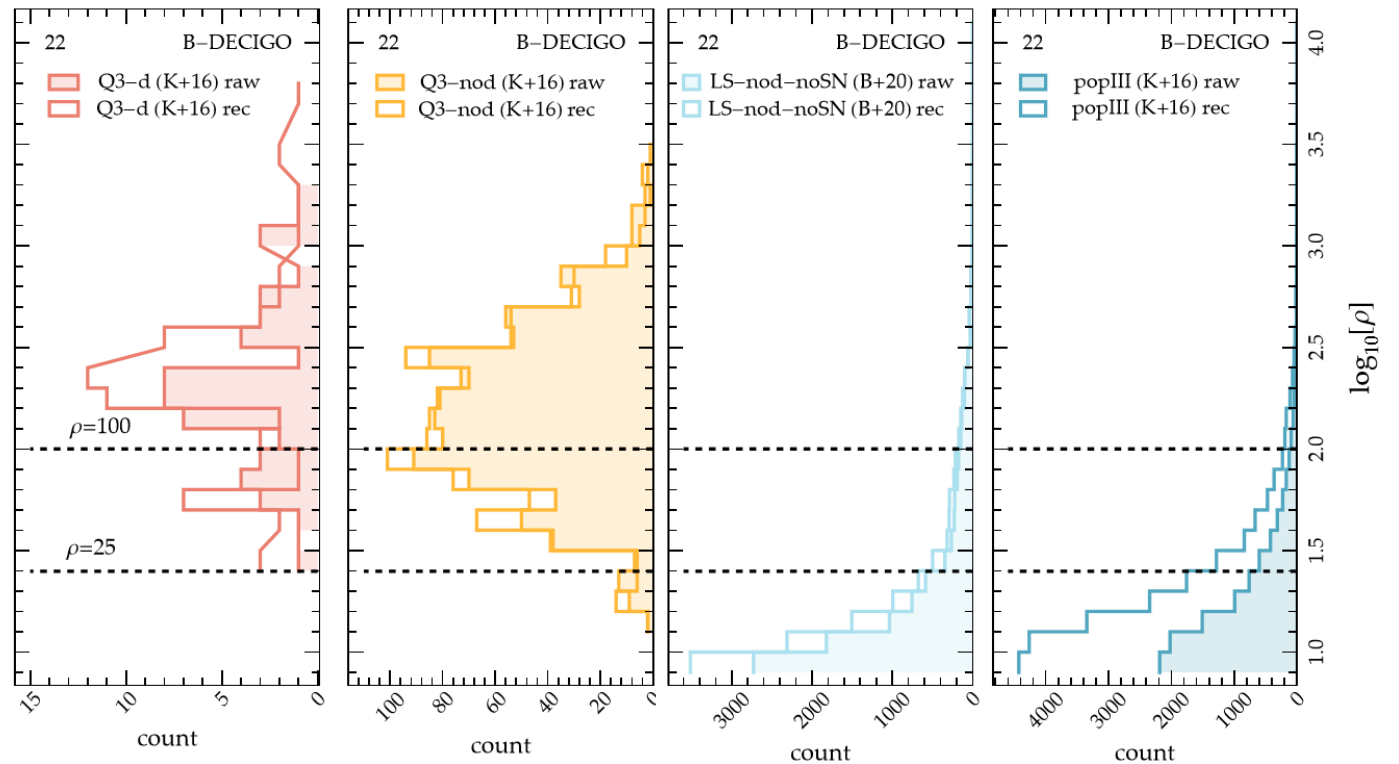 22 B–DECIGO
Q3–d (K+16) raw
Q3–d (K+16) rec
ρ=100
ρ=25
15 10 5 0
count
22 B–DECIGO
Q3–nod (K+16) raw
Q3–nod (K+16) rec
100 80 60 40 20 0
count
22 B–DECIGO
LS–nod–noSN (B+20) raw
LS–nod–noSN (B+20) rec
3000 2000 1000 0
count
22 B–DECIGO
popIII (K+16) raw
popIII (K+16) rec
4000 3000 2000 1000 0
count
4.0
3.5
3.0
2.5
2.0
1.5
1.0
log₁₀[ρ]